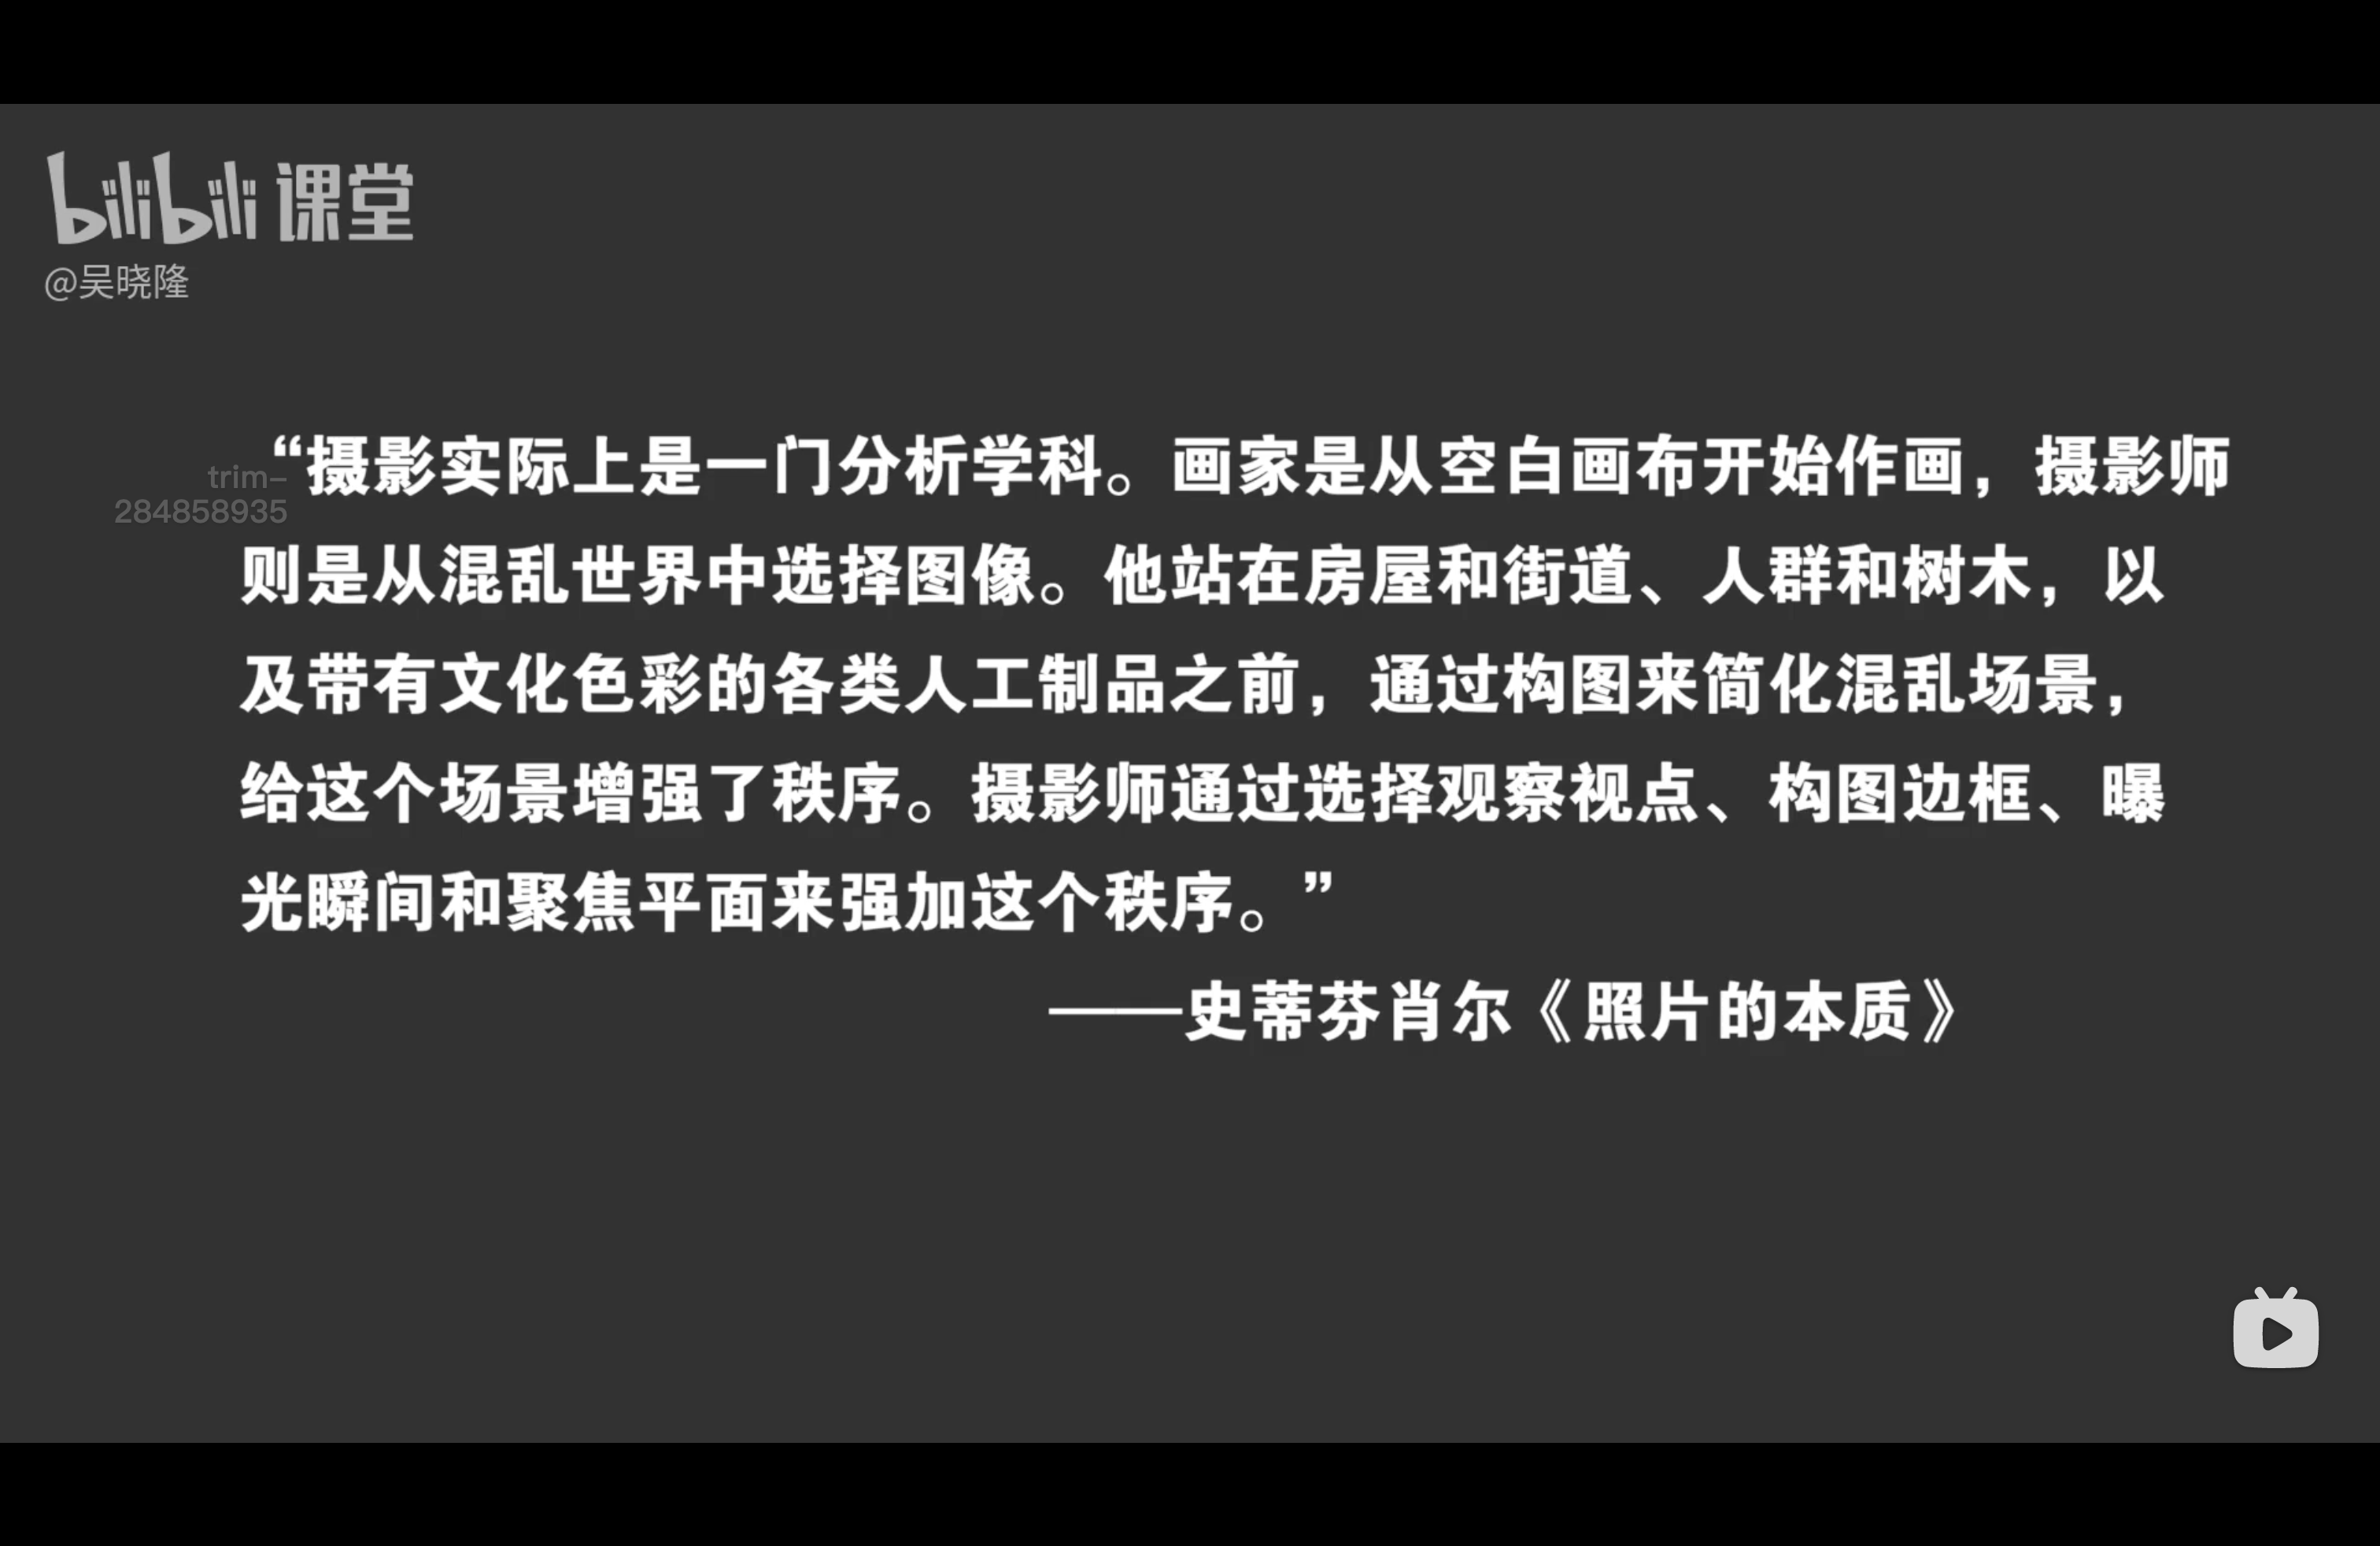 bilibili 课堂
@吴晓隆
trim-
284858935
“摄影实际上是一门分析学科。画家是从空白画布开始作画，摄影师
则是从混乱世界中选择图像。他站在房屋和街道、人群和树木，以
及带有文化色彩的各类人工制品之前，通过构图来简化混乱场景，
给这个场景增强了秩序。摄影师通过选择观察视点、构图边框、曝
光瞬间和聚焦平面来强加这个秩序。”
——史蒂芬肖尔《照片的本质》